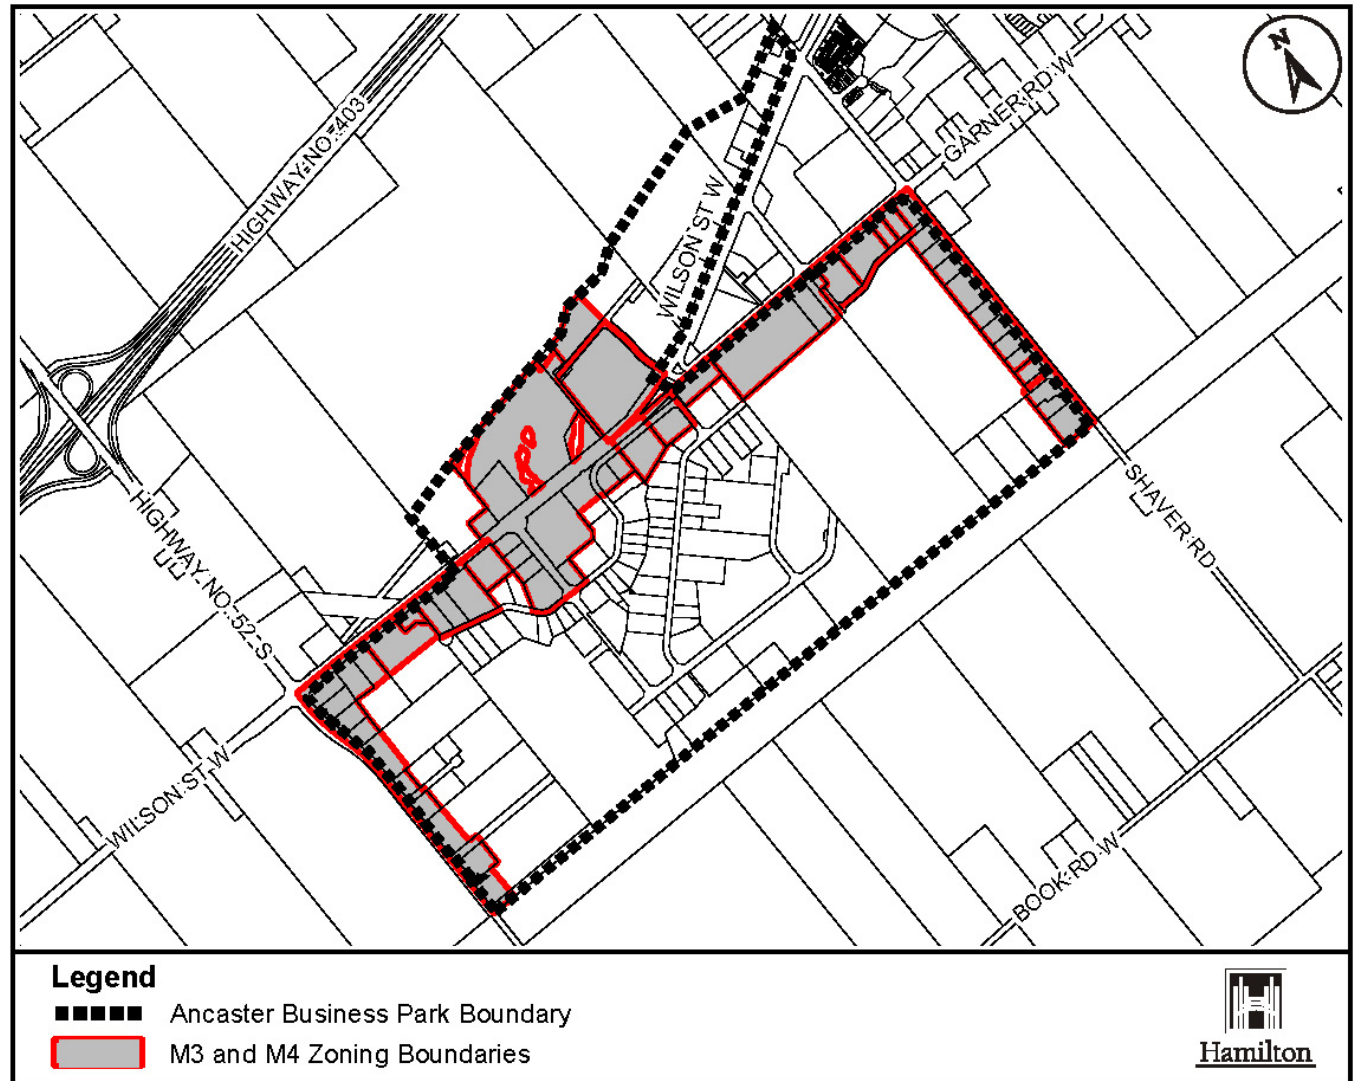 N
HIGHWAY NO. 403
GARNER RD W
WILSON ST W
HIGHWAY NO. 52 S
SHAVER RD
WILSON ST W
BOOK RD W
Legend
Ancaster Business Park Boundary
M3 and M4 Zoning Boundaries
Hamilton